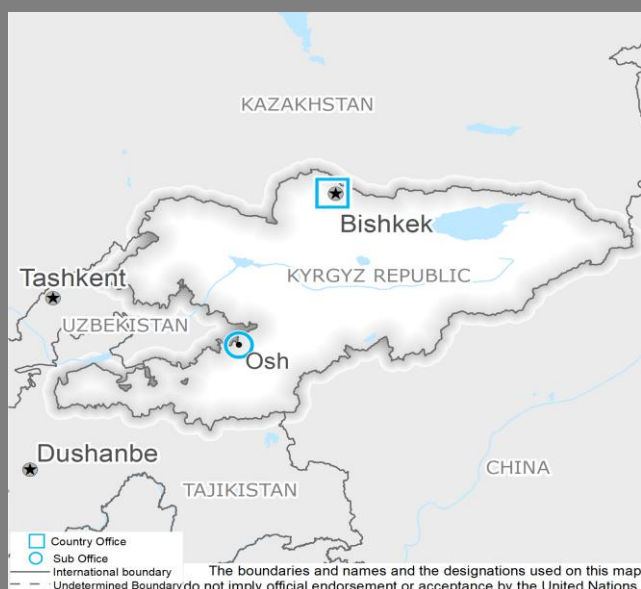 KAZAKHSTAN
Bishkek
Tashkent
KYRGYZ REPUBLIC
UZBEKISTAN
Osh
Dushanbe
CHINA
TAJIKISTAN
Country Office
Sub Office
International boundary
Undetermined Boundary
The boundaries and names and the designations used on this map
do not imply official endorsement or acceptance by the United Nations